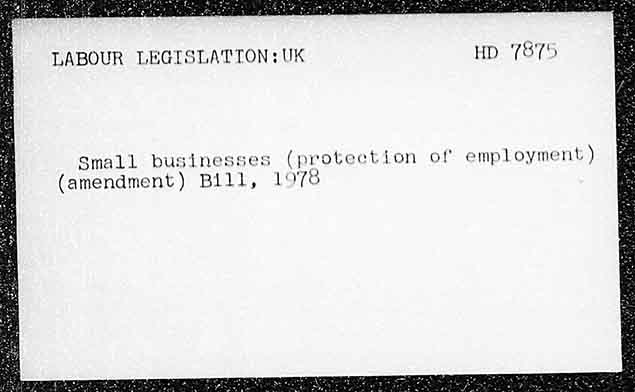 LABOUR LEGISLATION:UK HD 7875
Small businesses (protection of employment)
(amendment) Bill, 1978